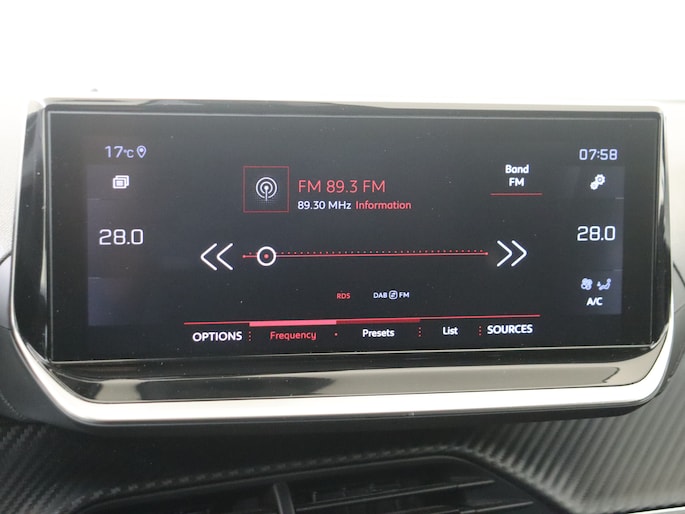 17°C 07:58
FM 89.3 FM
89.30 MHz Information
Band
FM
28.0 28.0
RDS DAB FM
A/C
OPTIONS Frequency Presets List SOURCES